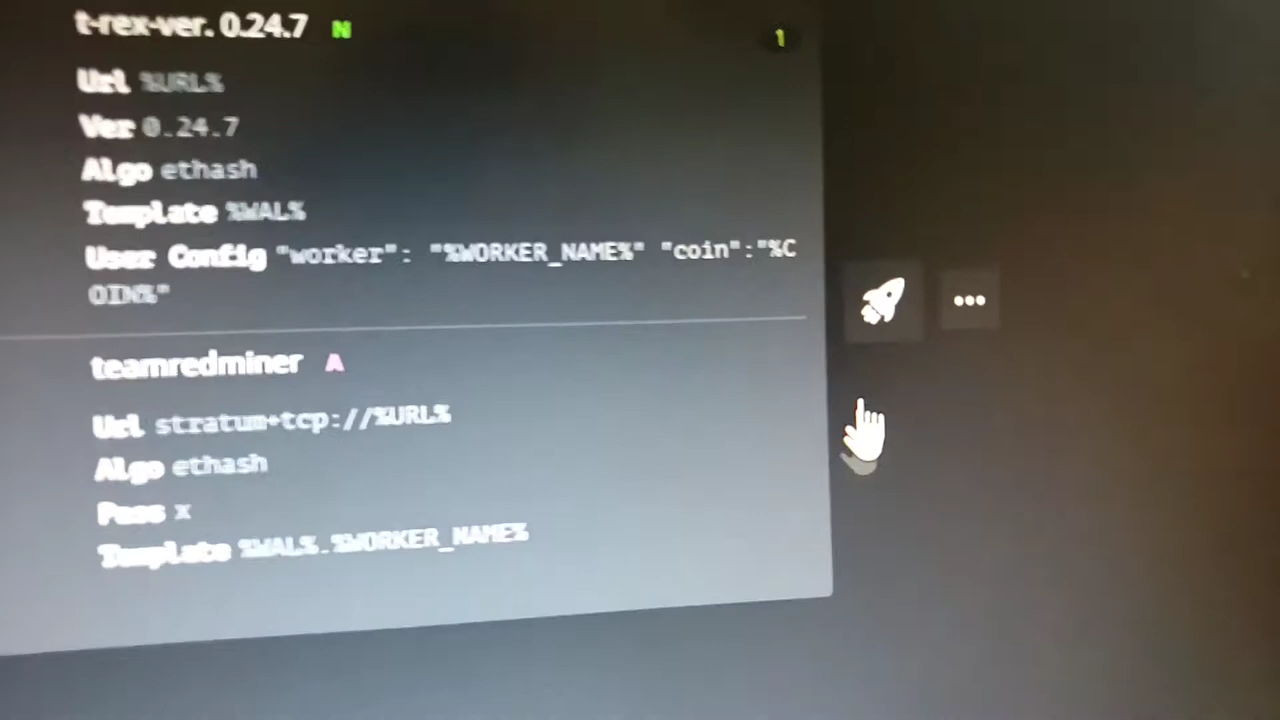 t-rex-ver. 0.24.7 N
1
Url %URL%
Ver 0.24.7
Algo ethash
Template %WAL%
User Config "worker": "%WORKER_NAME%" "coin":"%C
OIN%"
teamredminer A
Url stratum+tcp://%URL%
Algo ethash
Pass x
Template %WAL%.%WORKER_NAME%